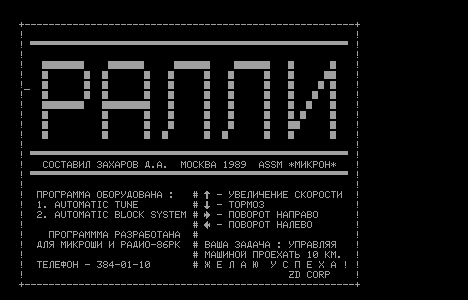 РАЛЛИ
СОСТАВИЛ ЗАХАРОВ Д.А. МОСКВА 1989 ASSM *МИКРОН*
ПРОГРАММА ОБОРУДОВАНА : # ↑ - УВЕЛИЧЕНИЕ СКОРОСТИ
1. AUTOMATIC TUNE # ↓ - ТОРМОЗ
2. AUTOMATIC BLOCK SYSTEM # → - ПОВОРОТ НАПРАВО
# ← - ПОВОРОТ НАЛЕВО
ПРОГРАМММА РАЗРАБОТАНА #
ДЛЯ МИКРОШИ И РАДИО-86РК # ВАША ЗАДАЧА : УПРАВЛЯЯ
# МАШИНОЙ ПРОЕХАТЬ 10 КМ.
ТЕЛЕФОН - 384-01-10 # Ж Е Л А Ю У С П Е Х А !
ZD CORP